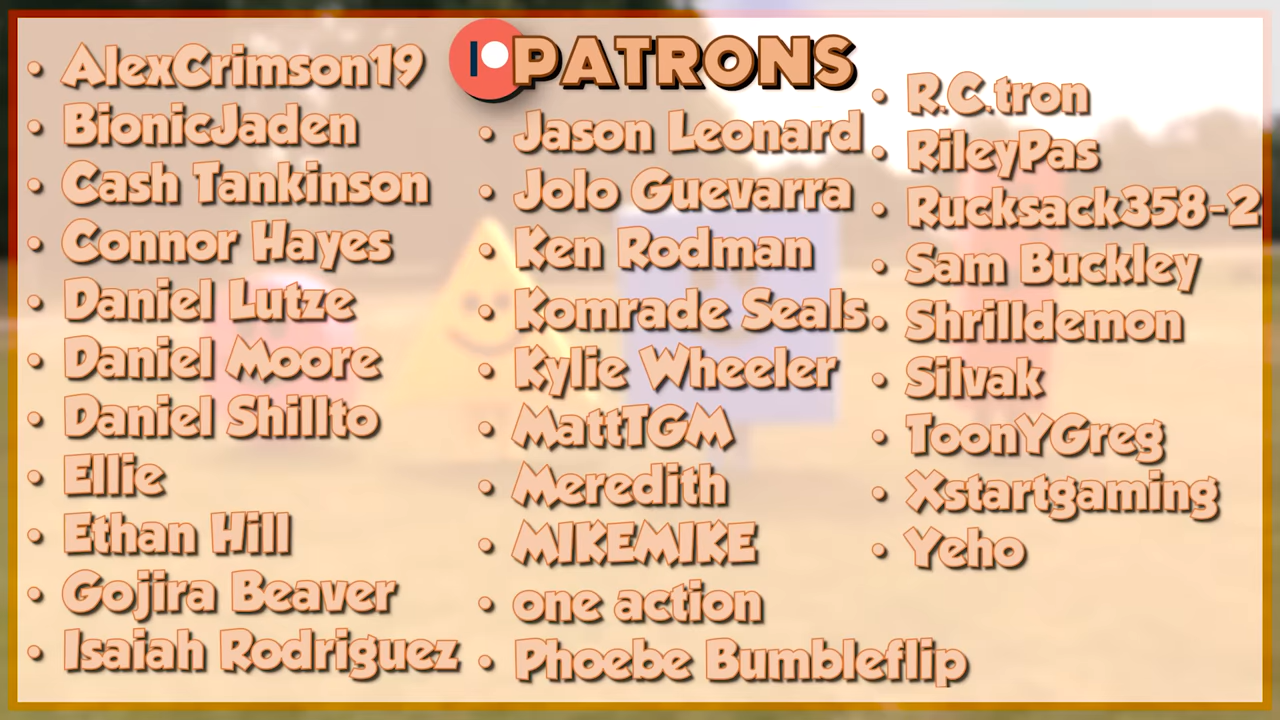 PATRONS
• AlexCrimson19
• BionicJaden
• Cash Tankinson
• Connor Hayes
• Daniel Lutze
• Daniel Moore
• Daniel Shillto
• Ellie
• Ethan Hill
• Gojira Beaver
• Isaiah Rodriguez
• Jason Leonard
• Jolo Guevarra
• Ken Rodman
• Komrade Seals
• Kylie Wheeler
• MattTGM
• Meredith
• MIKEMIKE
• one action
• Phoebe Bumbleflip
• R.C.tron
• RileyPas
• Rucksack358-2
• Sam Buckley
• Shrilldemon
• Silvak
• ToonYGreg
• Xstartgaming
• Yeho